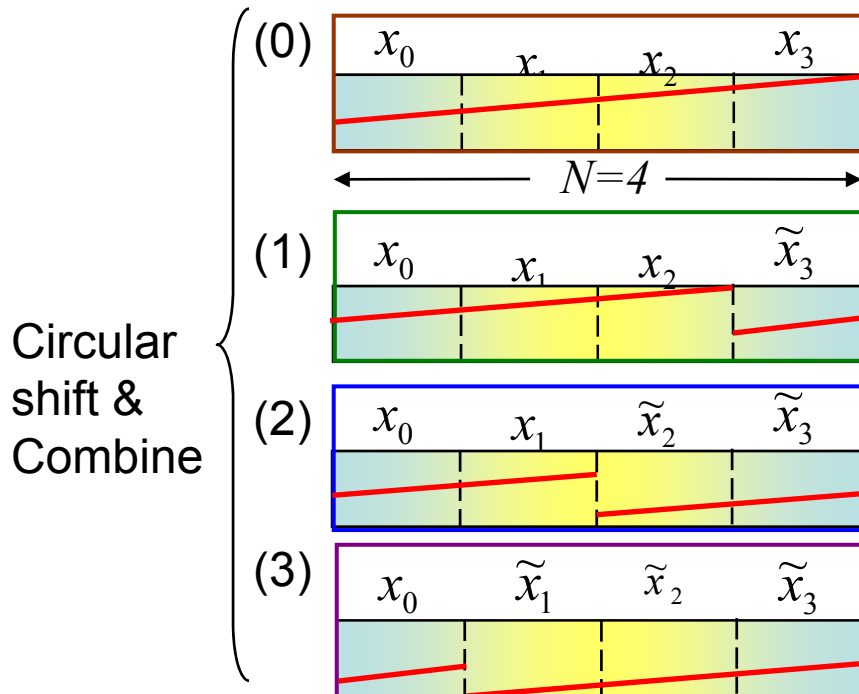 (0) x₀ x₁ x₂ x₃
N=4
(1) x₀ x₁ x₂ x̃₃
Circular
shift &
Combine
(2) x₀ x₁ x̃₂ x̃₃
(3) x₀ x̃₁ x̃₂ x̃₃